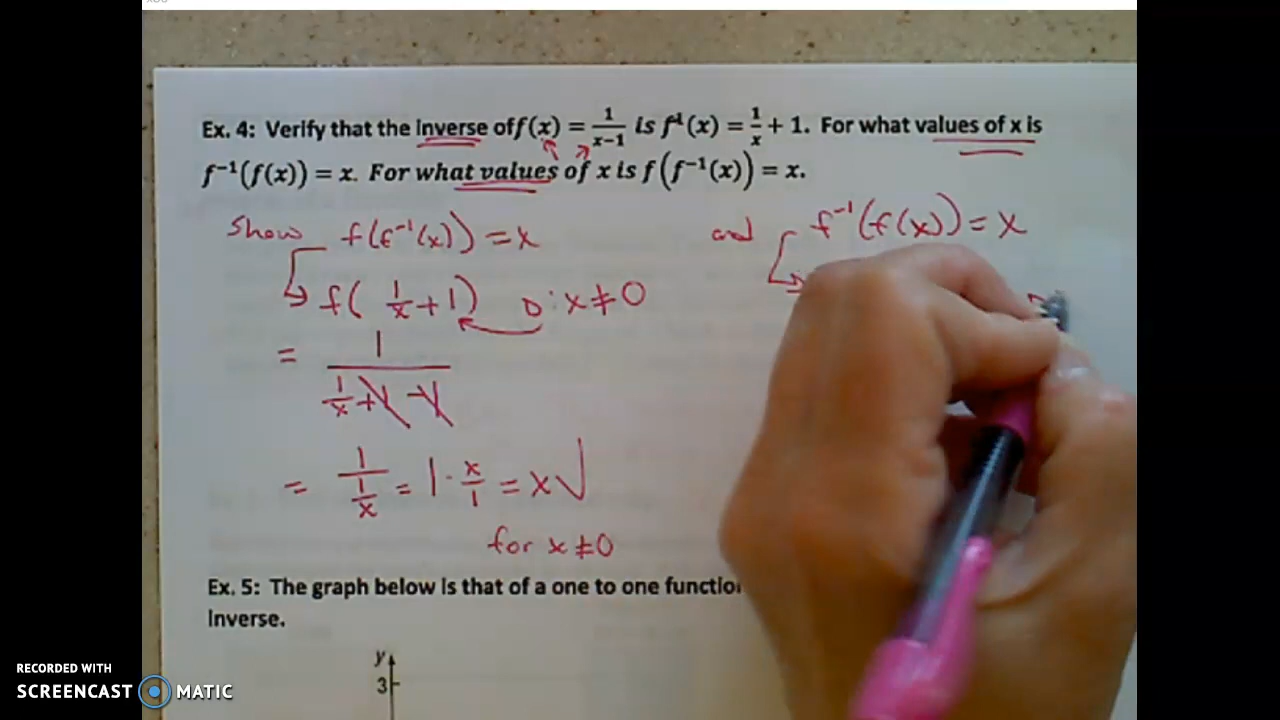 Ex. 4: Verify that the inverse of f(x) = 1/(x−1) is f⁻¹(x) = 1/x + 1. For what values of x is
f⁻¹(f(x)) = x. For what values of x is f(f⁻¹(x)) = x.
Show f(f⁻¹(x)) = x
and f⁻¹(f(x)) = x
f( 1/x + 1) D: x ≠ 0
= 1/(1/x + 1 − 1)
= 1/(1/x) = 1 · x/1 = x √
for x ≠ 0
Ex. 5: The graph below is that of a one to one
inverse.
y
3
RECORDED WITH
SCREENCAST MATIC